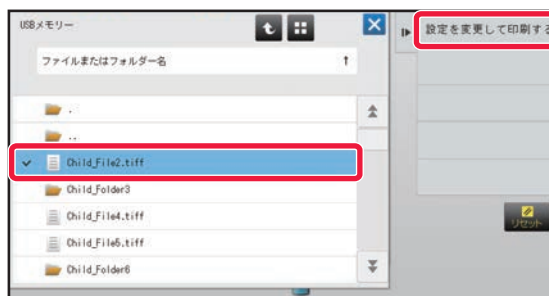 USBメモリー
設定を変更して印刷する
ファイルまたはフォルダー名
.
..
Child_File2.tiff
Child_Folder3
Child_File4.tiff
Child_File5.tiff
Child_Folder6
リセット